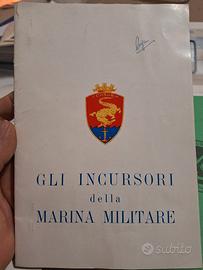 GLI INCURSORI
della
MARINA MILITARE
subito